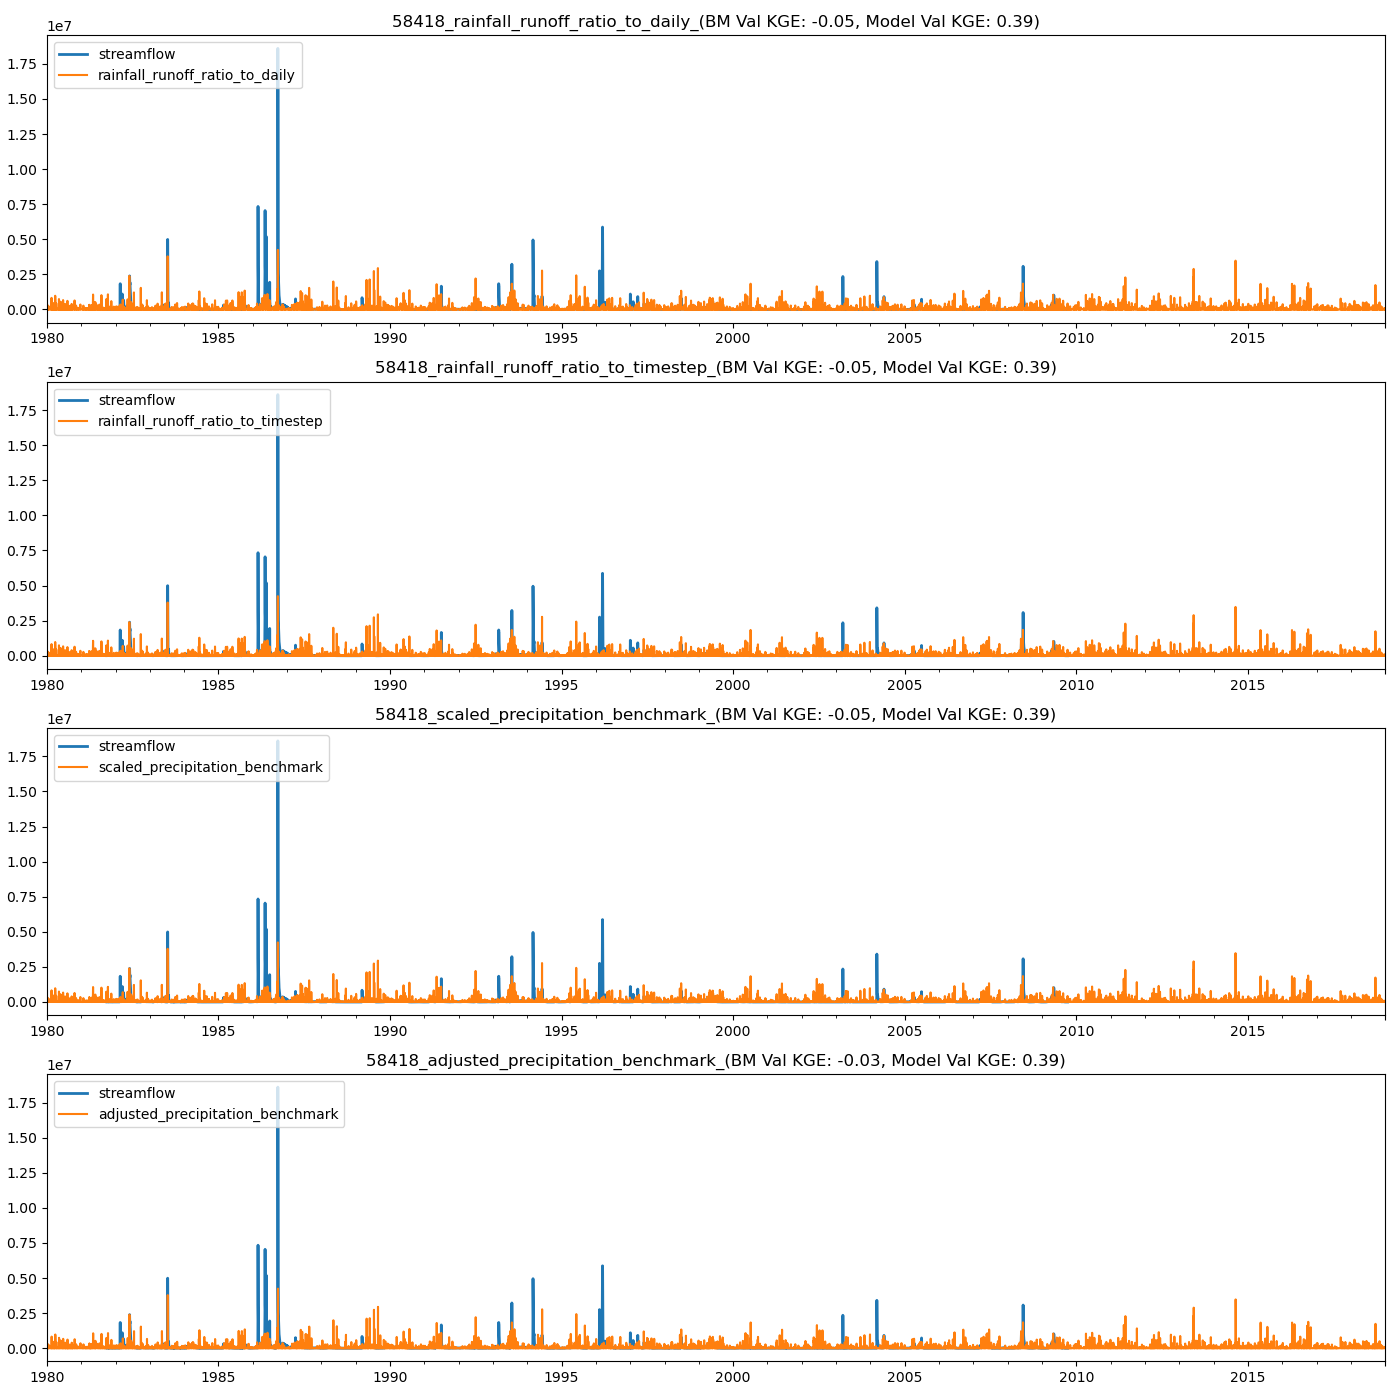 58418_rainfall_runoff_ratio_to_daily_(BM Val KGE: -0.05, Model Val KGE: 0.39)
1e7
streamflow
rainfall_runoff_ratio_to_daily
1.75
1.50
1.25
1.00
0.75
0.50
0.25
0.00
1980 1985 1990 1995 2000 2005 2010 2015
58418_rainfall_runoff_ratio_to_timestep_(BM Val KGE: -0.05, Model Val KGE: 0.39)
1e7
streamflow
rainfall_runoff_ratio_to_timestep
1.75
1.50
1.25
1.00
0.75
0.50
0.25
0.00
1980 1985 1990 1995 2000 2005 2010 2015
58418_scaled_precipitation_benchmark_(BM Val KGE: -0.05, Model Val KGE: 0.39)
1e7
streamflow
scaled_precipitation_benchmark
1.75
1.50
1.25
1.00
0.75
0.50
0.25
0.00
1980 1985 1990 1995 2000 2005 2010 2015
58418_adjusted_precipitation_benchmark_(BM Val KGE: -0.03, Model Val KGE: 0.39)
1e7
streamflow
adjusted_precipitation_benchmark
1.75
1.50
1.25
1.00
0.75
0.50
0.25
0.00
1980 1985 1990 1995 2000 2005 2010 2015